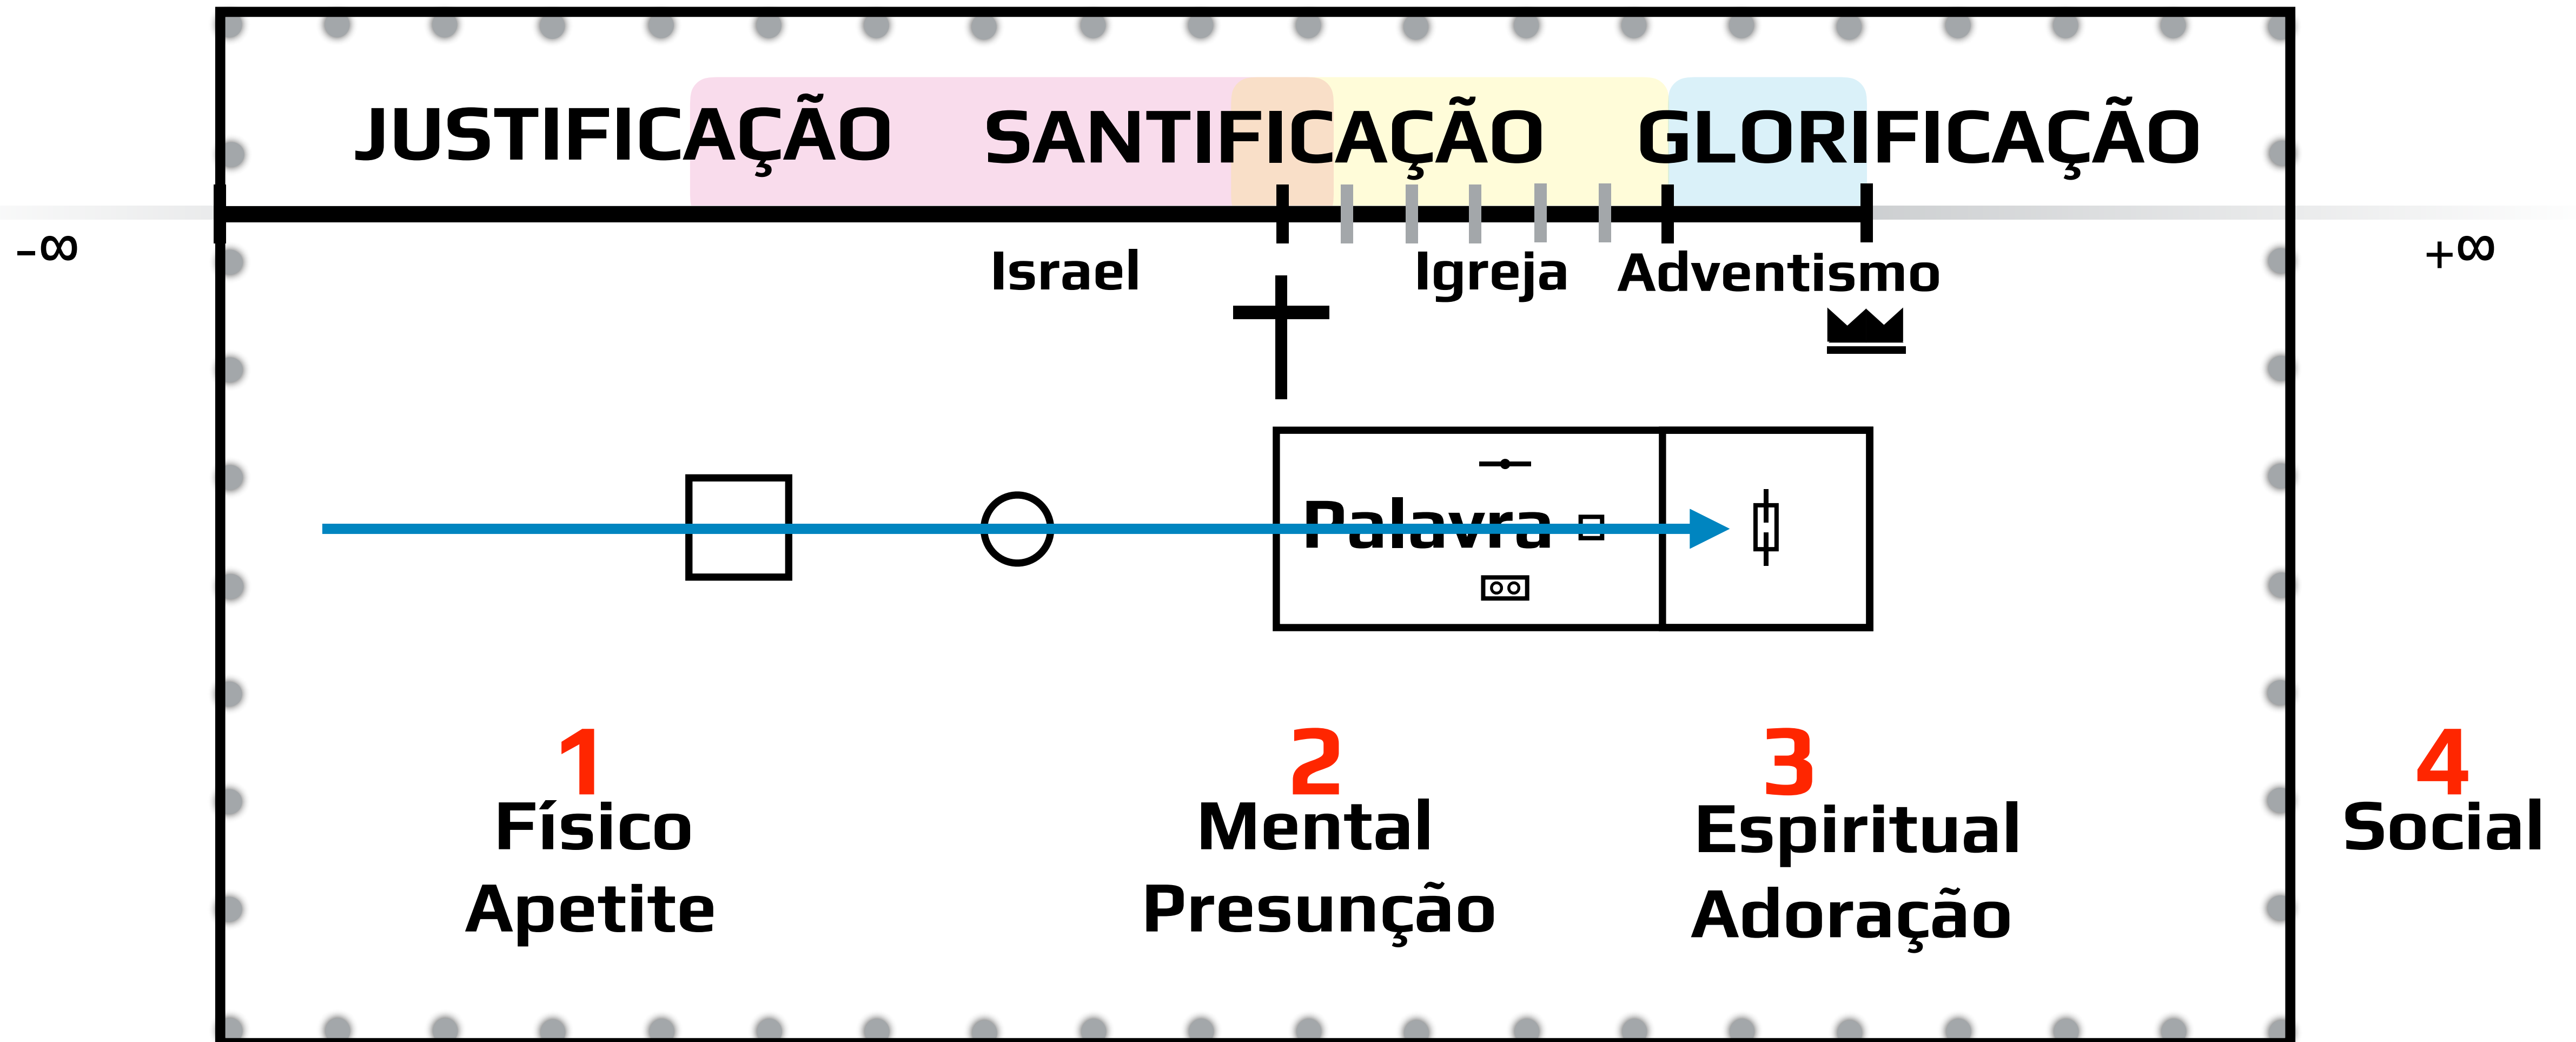 JUSTIFICAÇÃO SANTIFICAÇÃO GLORIFICAÇÃO
-∞ +∞
Israel Igreja Adventismo
Palavra
1 2 3 4
Físico Mental Espiritual Social
Apetite Presunção Adoração